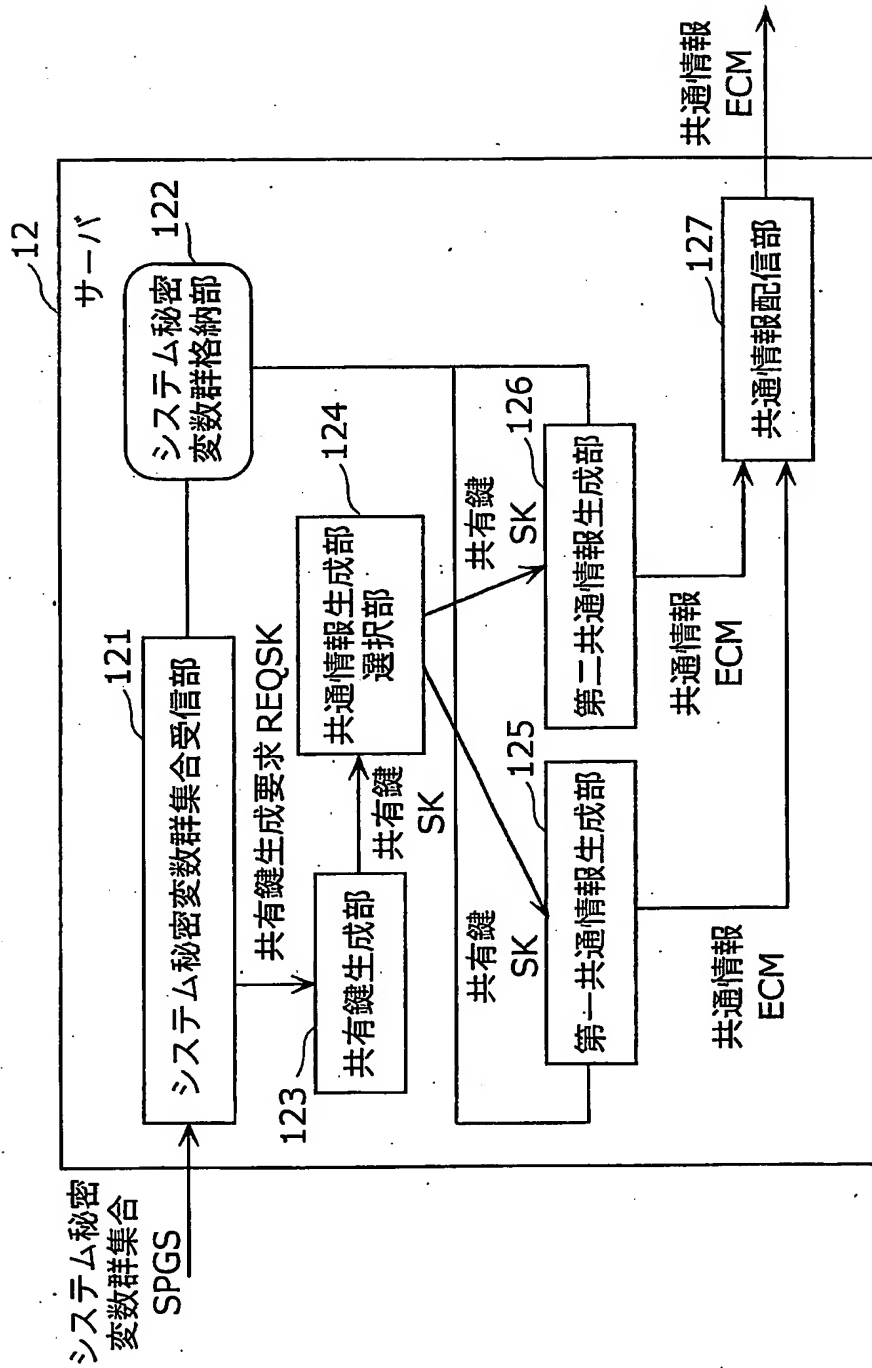 12
サーバ
システム秘密
変数群集合
SPGS
121
システム秘密変数群集合受信部
122
システム秘密
変数群格納部
共有鍵生成要求 REQSK
123
共有鍵生成部
共有鍵
SK
124
共通情報生成部
選択部
共有鍵
SK
共有鍵
SK
125
第一共通情報生成部
126
第二共通情報生成部
共通情報
ECM
共通情報
ECM
127
共通情報配信部
共通情報
ECM